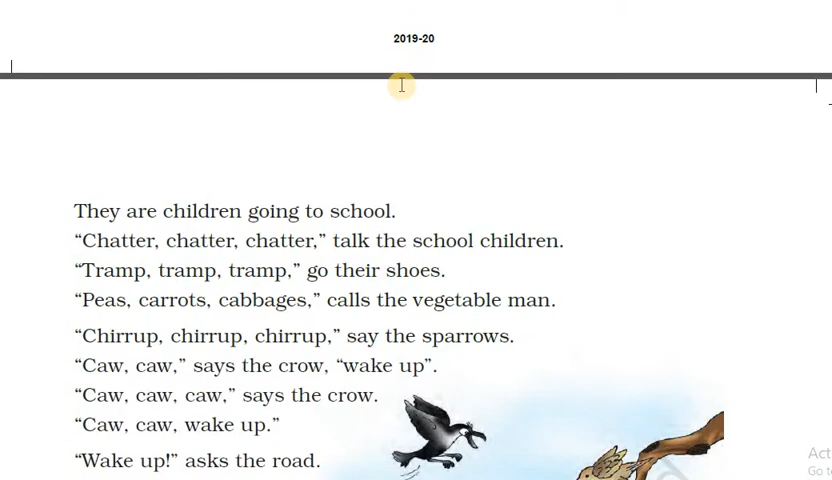 2019-20
They are children going to school.
“Chatter, chatter, chatter,” talk the school children.
“Tramp, tramp, tramp,” go their shoes.
“Peas, carrots, cabbages,” calls the vegetable man.
“Chirrup, chirrup, chirrup,” say the sparrows.
“Caw, caw,” says the crow, “wake up”.
“Caw, caw, caw,” says the crow.
“Caw, caw, wake up.”
“Wake up!” asks the road.